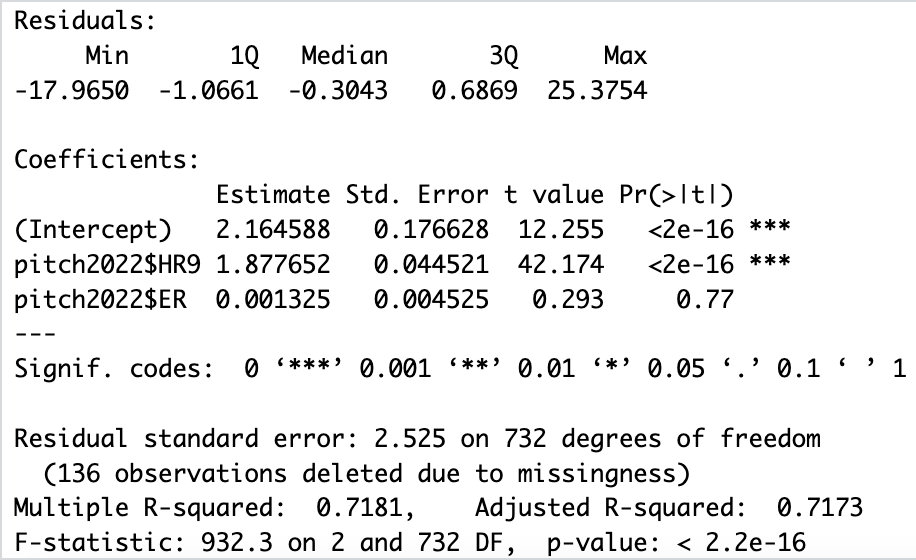 Residuals:
     Min       1Q   Median       3Q      Max
-17.9650  -1.0661  -0.3043   0.6869  25.3754
Coefficients:
             Estimate Std. Error t value Pr(>|t|)
(Intercept)  2.164588   0.176628  12.255   <2e-16 ***
pitch2022$HR9 1.877652   0.044521  42.174   <2e-16 ***
pitch2022$ER  0.001325   0.004525   0.293     0.77
---
Signif. codes:  0 ‘***’ 0.001 ‘**’ 0.01 ‘*’ 0.05 ‘.’ 0.1 ‘ ’ 1
Residual standard error: 2.525 on 732 degrees of freedom
  (136 observations deleted due to missingness)
Multiple R-squared:  0.7181,    Adjusted R-squared:  0.7173
F-statistic: 932.3 on 2 and 732 DF,  p-value: < 2.2e-16